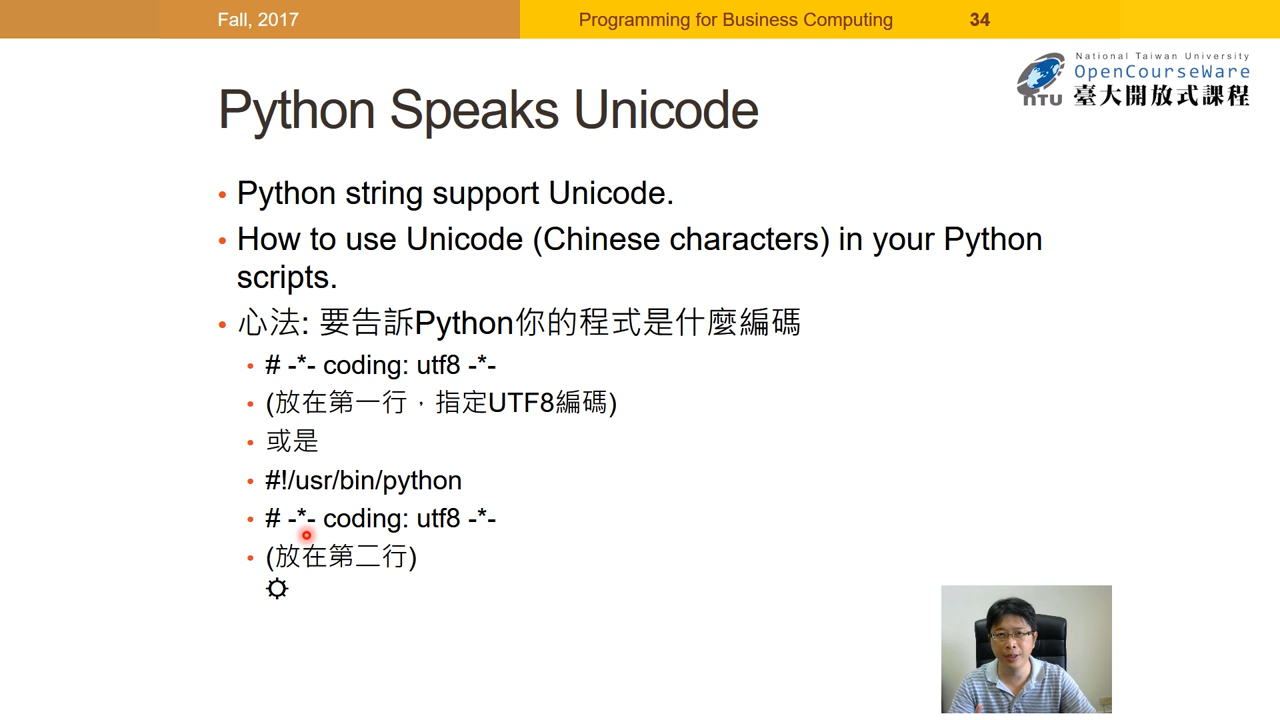 Fall, 2017
Programming for Business Computing
34
National Taiwan University
OpenCourseWare
NTU
臺大開放式課程
Python Speaks Unicode
• Python string support Unicode.
• How to use Unicode (Chinese characters) in your Python
scripts.
• 心法: 要告訴Python你的程式是什麼編碼
• # -*- coding: utf8 -*-
• (放在第一行，指定UTF8編碼)
• 或是
• #!/usr/bin/python
• # -*- coding: utf8 -*-
• (放在第二行)